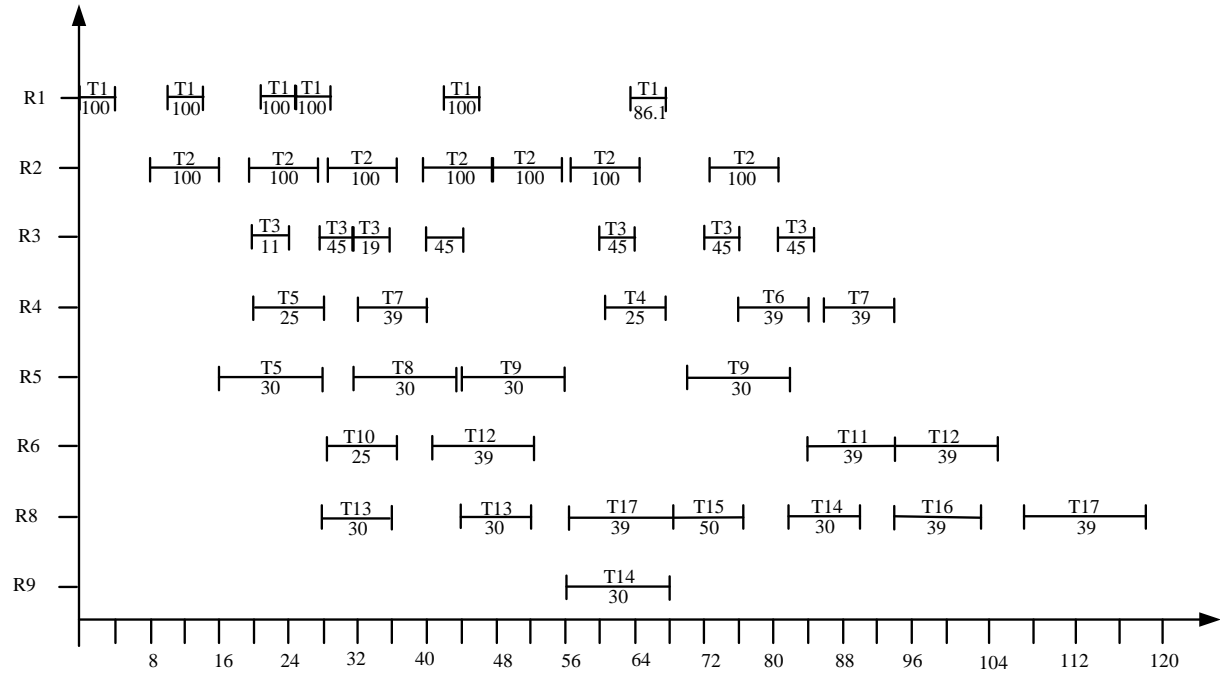 R1 T1 T1 T1 T1 T1 T1
100 100 100 100 100 86.1
R2 T2 T2 T2 T2 T2 T2 T2
100 100 100 100 100 100 100
R3 T3 T3 T3 T3 T3 T3
11 45 19 45 45 45 45
R4 T5 T7 T4 T6 T7
25 39 25 39 39
R5 T5 T8 T9 T9
30 30 30 30
R6 T10 T12 T11 T12
25 39 39 39
R8 T13 T13 T17 T15 T14 T16 T17
30 30 39 50 30 39 39
R9 T14
30
8 16 24 32 40 48 56 64 72 80 88 96 104 112 120